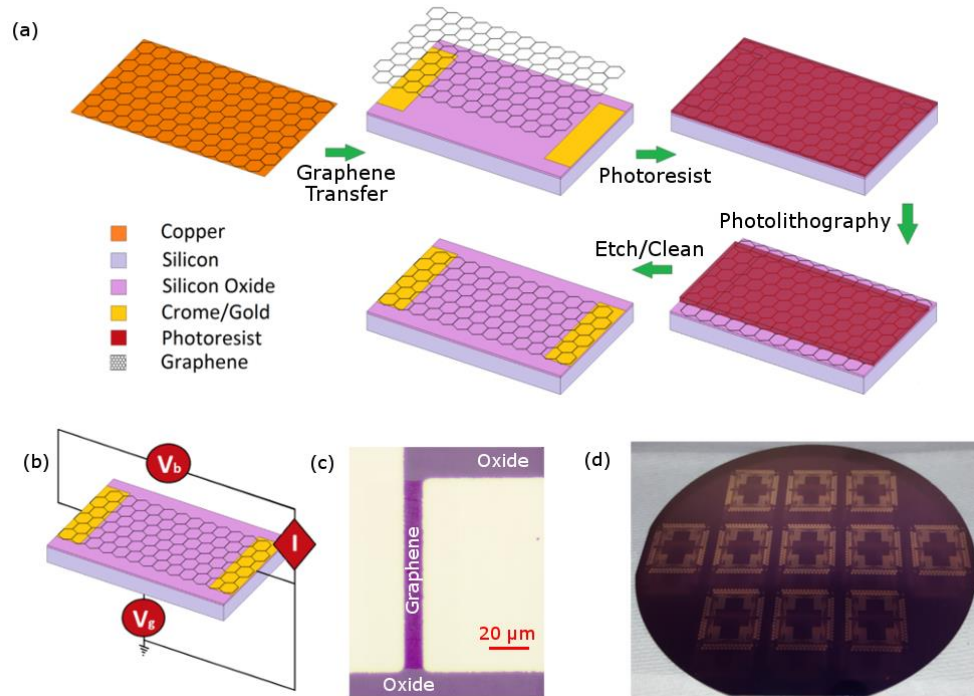 (a)
Graphene
Transfer
Photoresist
Photolithography
Etch/Clean
Copper
Silicon
Silicon Oxide
Crome/Gold
Photoresist
Graphene
(b)
Vb
I
Vg
(c)
Oxide
Graphene
20 µm
Oxide
(d)